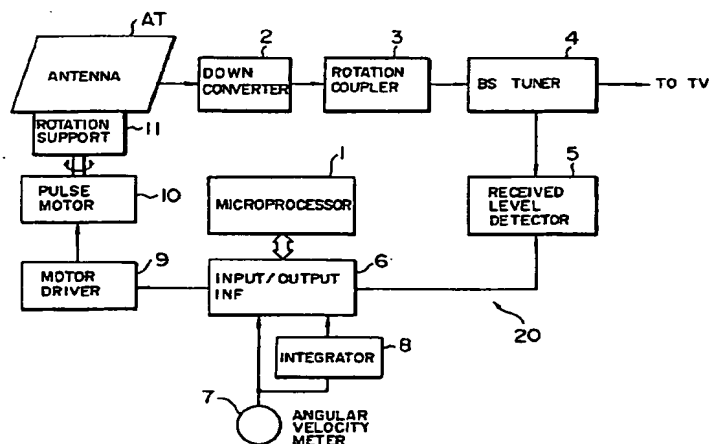 AT
ANTENNA
2
DOWN
CONVERTER
3
ROTATION
COUPLER
4
BS TUNER
TO TV
ROTATION
SUPPORT
11
PULSE
MOTOR
10
1
MICROPROCESSOR
5
RECEIVED
LEVEL
DETECTOR
MOTOR
DRIVER
9
INPUT/OUTPUT
INF
6
20
INTEGRATOR
8
7
ANGULAR
VELOCITY
METER